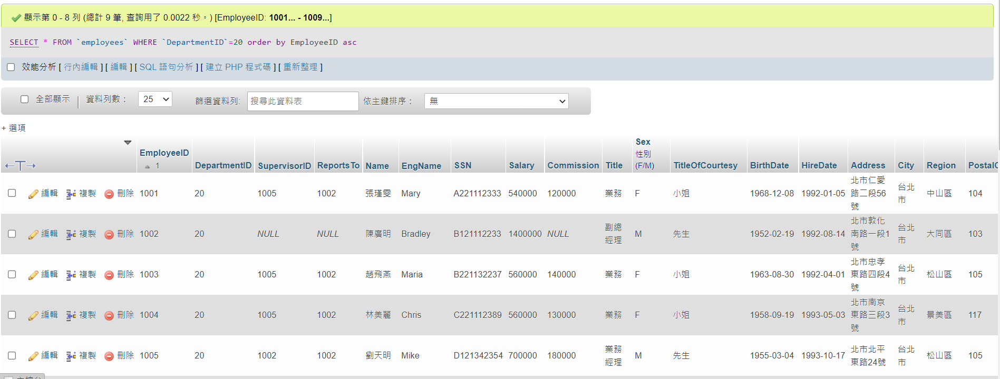 顯示第 0 - 8 列 (總計 9 筆, 查詢用了 0.0022 秒。) [EmployeeID: 1001... - 1009...]
SELECT * FROM `employees` WHERE `DepartmentID`=20 order by EmployeeID asc
效能分析 [ 行內編輯 ] [ 編輯 ] [ SQL 語句分析 ] [ 建立 PHP 程式碼 ] [ 重新整理 ]
全部顯示 | 資料列數： 25 篩選資料列: 搜尋此資料表 依主鍵排序： 無
+ 選項
←T→ EmployeeID 1 DepartmentID SupervisorID ReportsTo Name EngName SSN Salary Commission Title Sex 性別 (F/M) TitleOfCourtesy BirthDate HireDate Address City Region PostalC
編輯 複製 刪除 1001 20 1005 1002 張瑾雯 Mary A221112333 540000 120000 業務 F 小姐 1968-12-08 1992-01-05 北市仁愛路二段56號 台北市 中山區 104
編輯 複製 刪除 1002 20 NULL NULL 陳廣明 Bradley B121112233 1400000 NULL 副總經理 M 先生 1952-02-19 1992-08-14 北市敦化南路一段1號 台北市 大同區 103
編輯 複製 刪除 1003 20 1005 1002 趙飛燕 Maria B221132237 560000 140000 業務 F 小姐 1963-08-30 1992-04-01 北市忠孝東路四段4號 台北市 松山區 105
編輯 複製 刪除 1004 20 1005 1002 林美麗 Chris C221112389 560000 130000 業務 F 小姐 1958-09-19 1993-05-03 北市南京東路三段3號 台北市 景美區 117
編輯 複製 刪除 1005 20 1002 1002 劉天明 Mike D121342354 700000 180000 業務經理 M 先生 1955-03-04 1993-10-17 北市北平東路24號 台北市 松山區 105